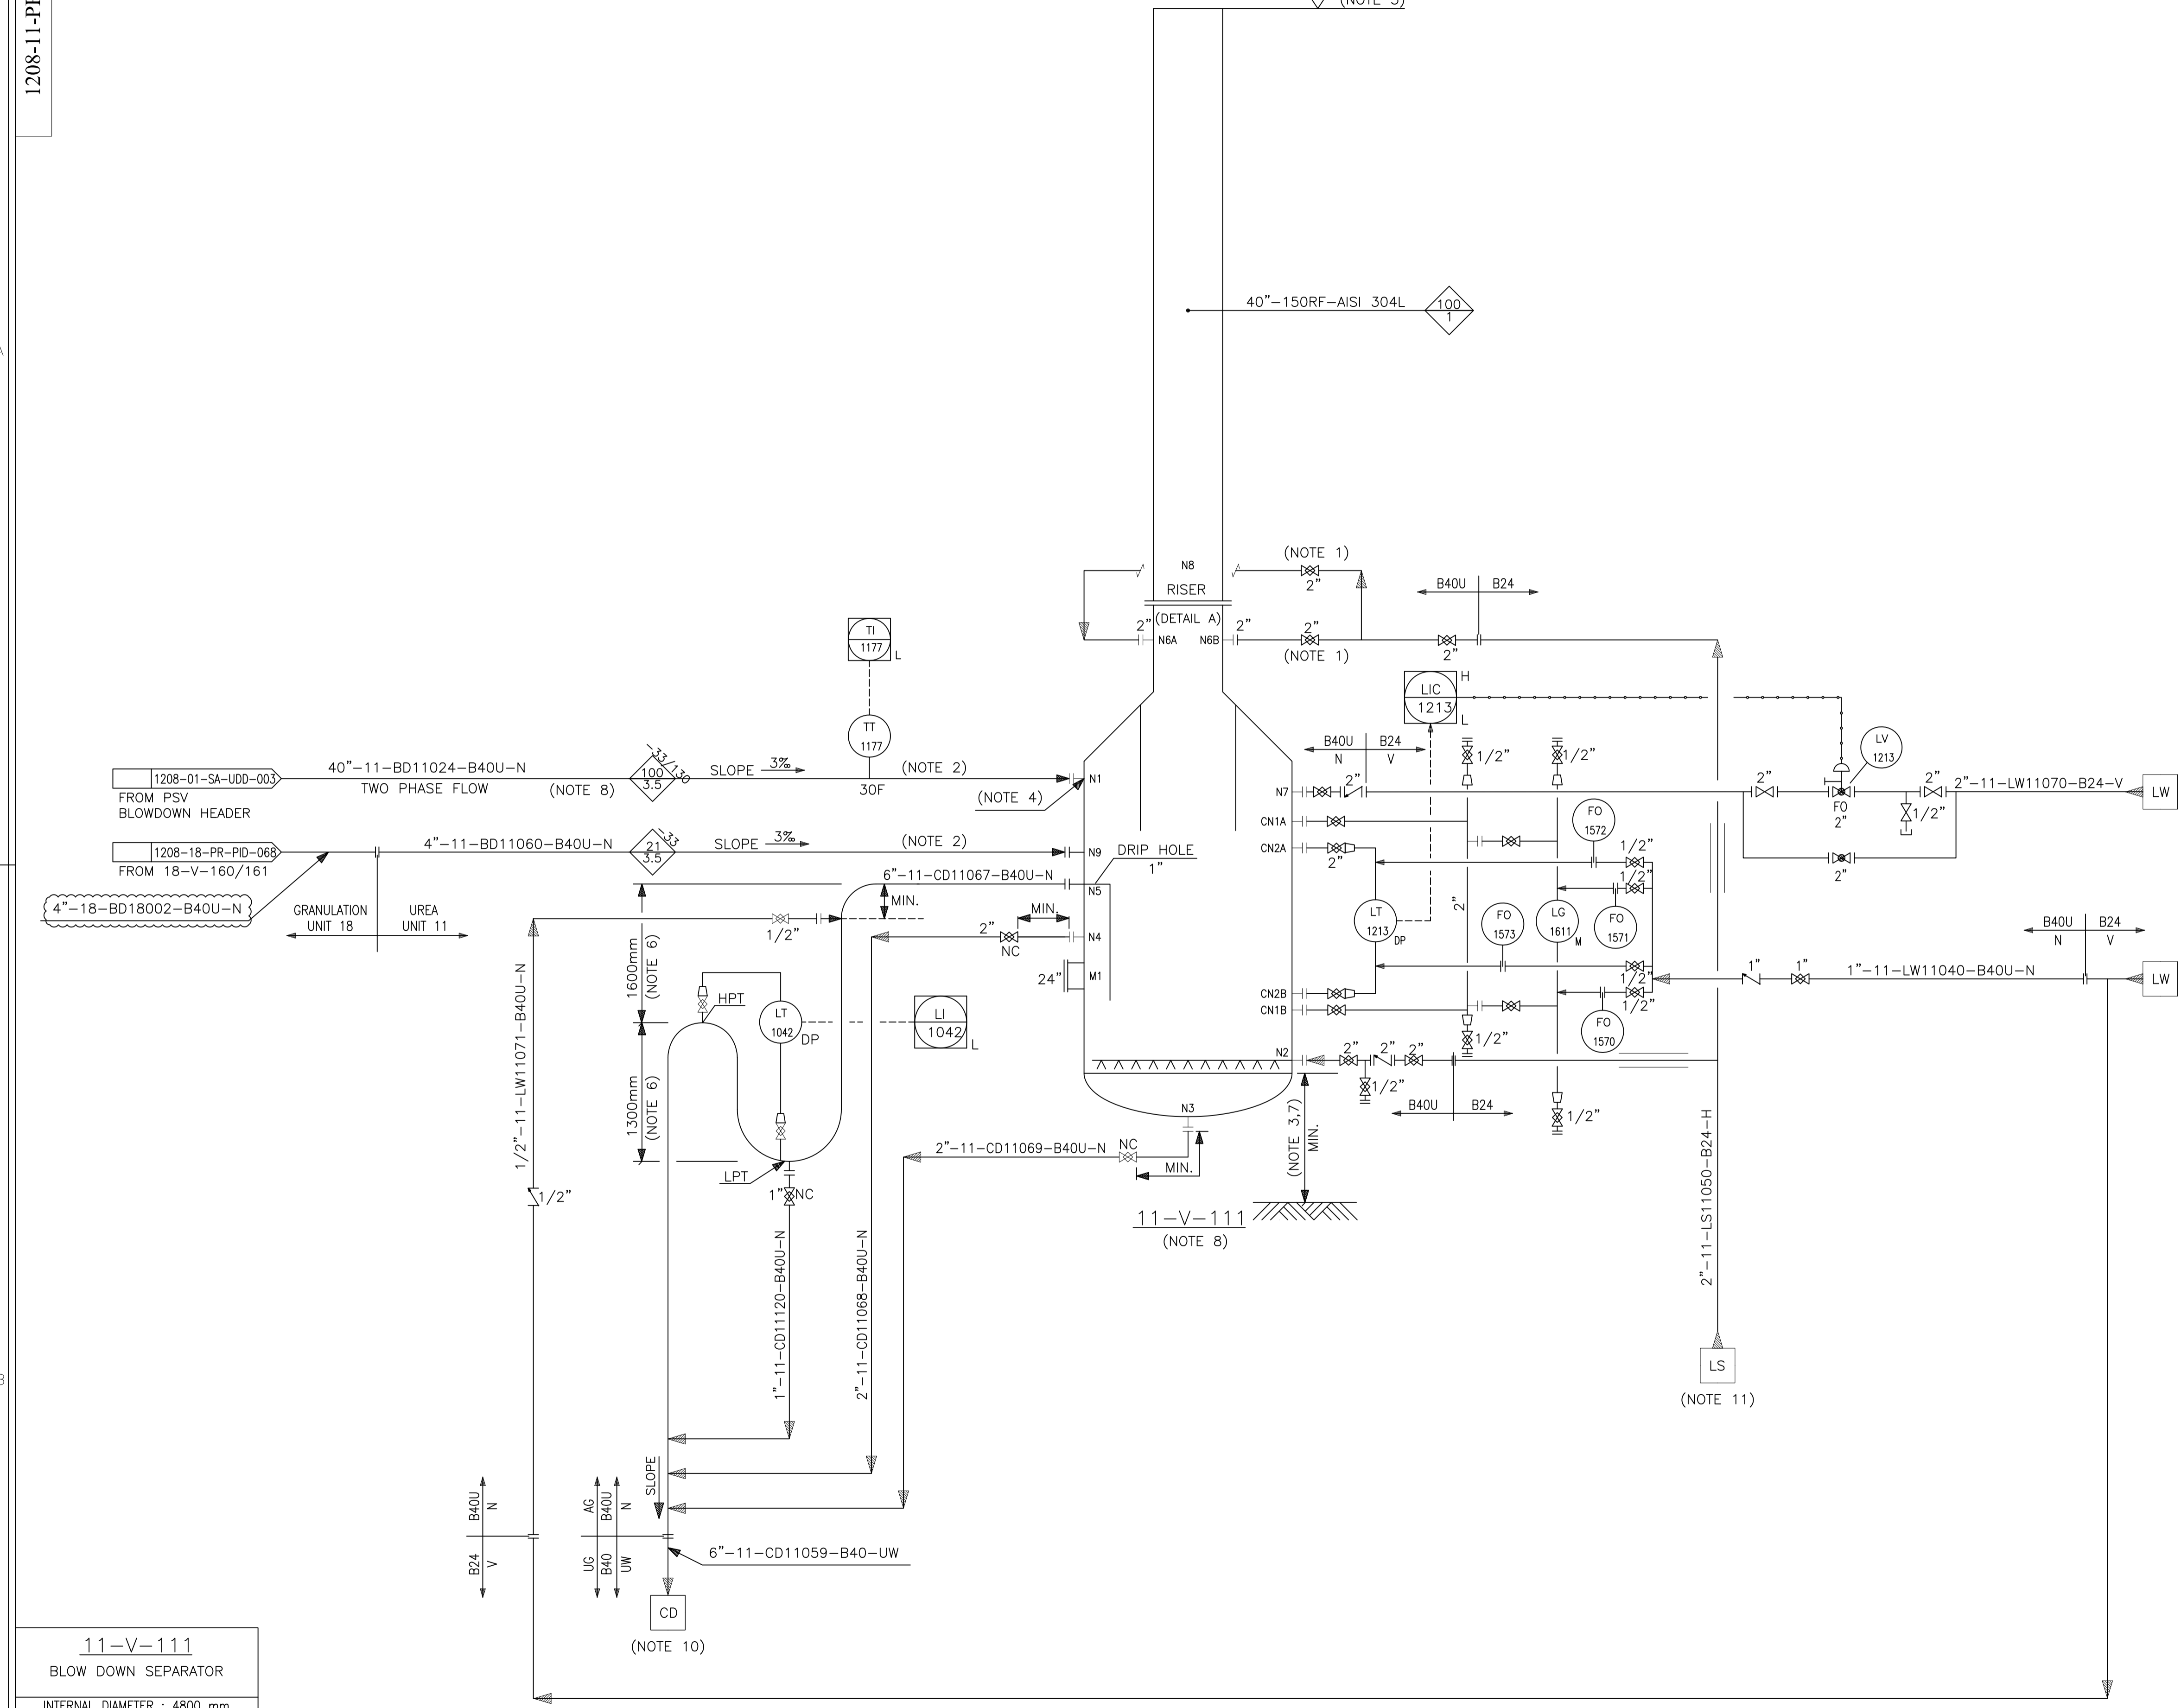 1208-11-PR
(NOTE 5)
40”-150RF-AISI 304L
100
1
(NOTE 1)
N8
2”
RISER
B40U B24
(DETAIL A)
2” N6A N6B 2” 2”
(NOTE 1)
2”
TI
1177
L
LIC
1213
H
L
TT
1177
B40U B24
N V
1/2” 1/2”
LV
1213
1208-01-SA-UDD-003
FROM PSV
BLOWDOWN HEADER
40”-11-BD11024-B40U-N
TWO PHASE FLOW
(NOTE 8)
100
3.5
-33/130
SLOPE 3‰
(NOTE 2)
30F
N1
(NOTE 4)
N7
2”
2”
FO
2”
2”
1/2”
2”-11-LW11070-B24-V
LW
CN1A
FO
1572
2”
1208-18-PR-PID-068
FROM 18-V-160/161
4”-11-BD11060-B40U-N
21
3.5
-33
SLOPE 3‰
(NOTE 2)
N9
CN2A
2”
1/2”
1/2”
DRIP HOLE
1”
6”-11-CD11067-B40U-N
N5
MIN.
4”-18-BD18002-B40U-N
GRANULATION
UNIT 18
UREA
UNIT 11
1/2”
MIN.
2”
NC
N4
LT
1213
DP
2”
FO
1573
LG
1611
M
FO
1571
B40U B24
N V
1600mm
(NOTE 6)
24”
M1
1/2”
1/2”
1”
1”
1”-11-LW11040-B40U-N
LW
HPT
LT
1042
DP
LI
1042
L
CN2B
CN1B
FO
1570
1/2”
1300mm
(NOTE 6)
N2
2” 2” 2”
1/2”
B40U B24
1/2”
N3
(NOTE 3,7)
MIN.
2”-11-CD11069-B40U-N
NC
MIN.
LPT
1” NC
1/2”
1/2”-11-LW11071-B40U-N
11-V-111
(NOTE 8)
1”-11-CD11120-B40U-N
2”-11-CD11068-B40U-N
2”-11-LS11050-B24-H
LS
(NOTE 11)
SLOPE
B40U N
B24 V
AG B40U N
UG B40 UW
6”-11-CD11059-B40-UW
CD
(NOTE 10)
11-V-111
BLOW DOWN SEPARATOR
INTERNAL DIAMETER : 4800 mm